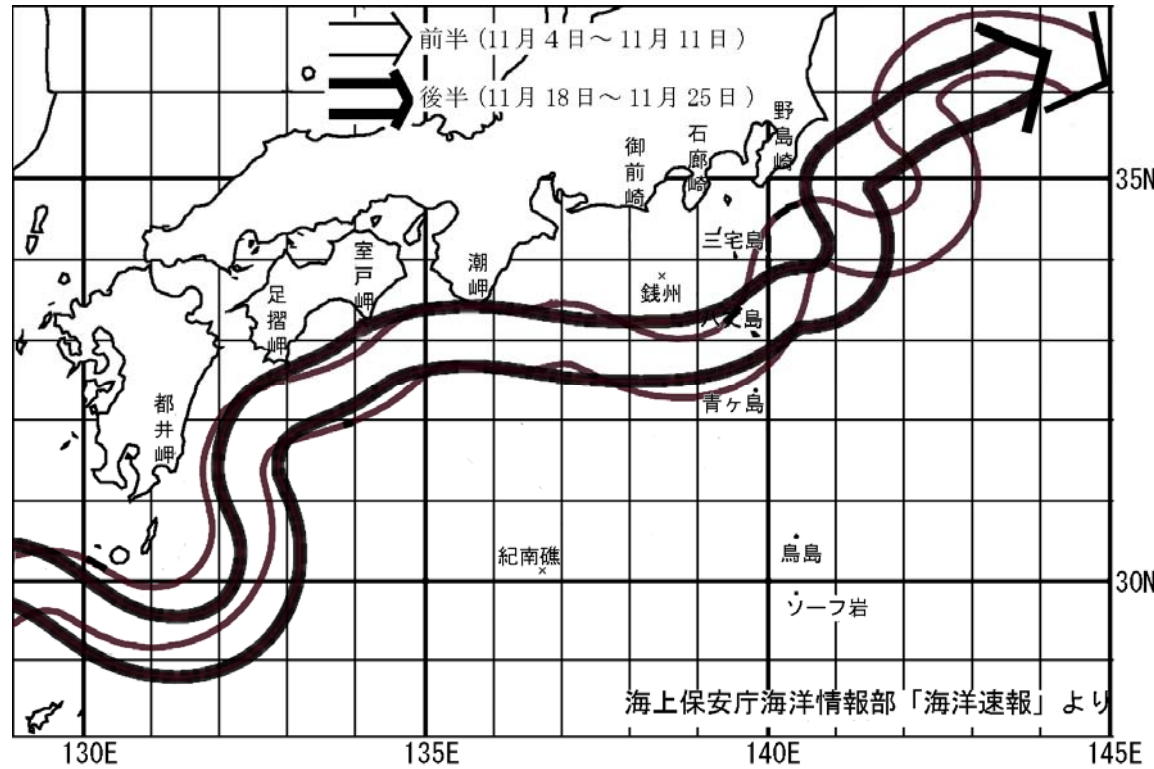 前半 (11月 4日～11月 11日 )
後半 (11月 18日～11月 25日 )
野島崎
石廊崎
御前崎
35N
室戸岬
三宅島
潮岬
足摺岬
銭州
八丈島
青ヶ島
都井岬
紀南礁
鳥島
30N
ソーフ岩
海上保安庁海洋情報部「海洋速報」より
130E
135E
140E
145E